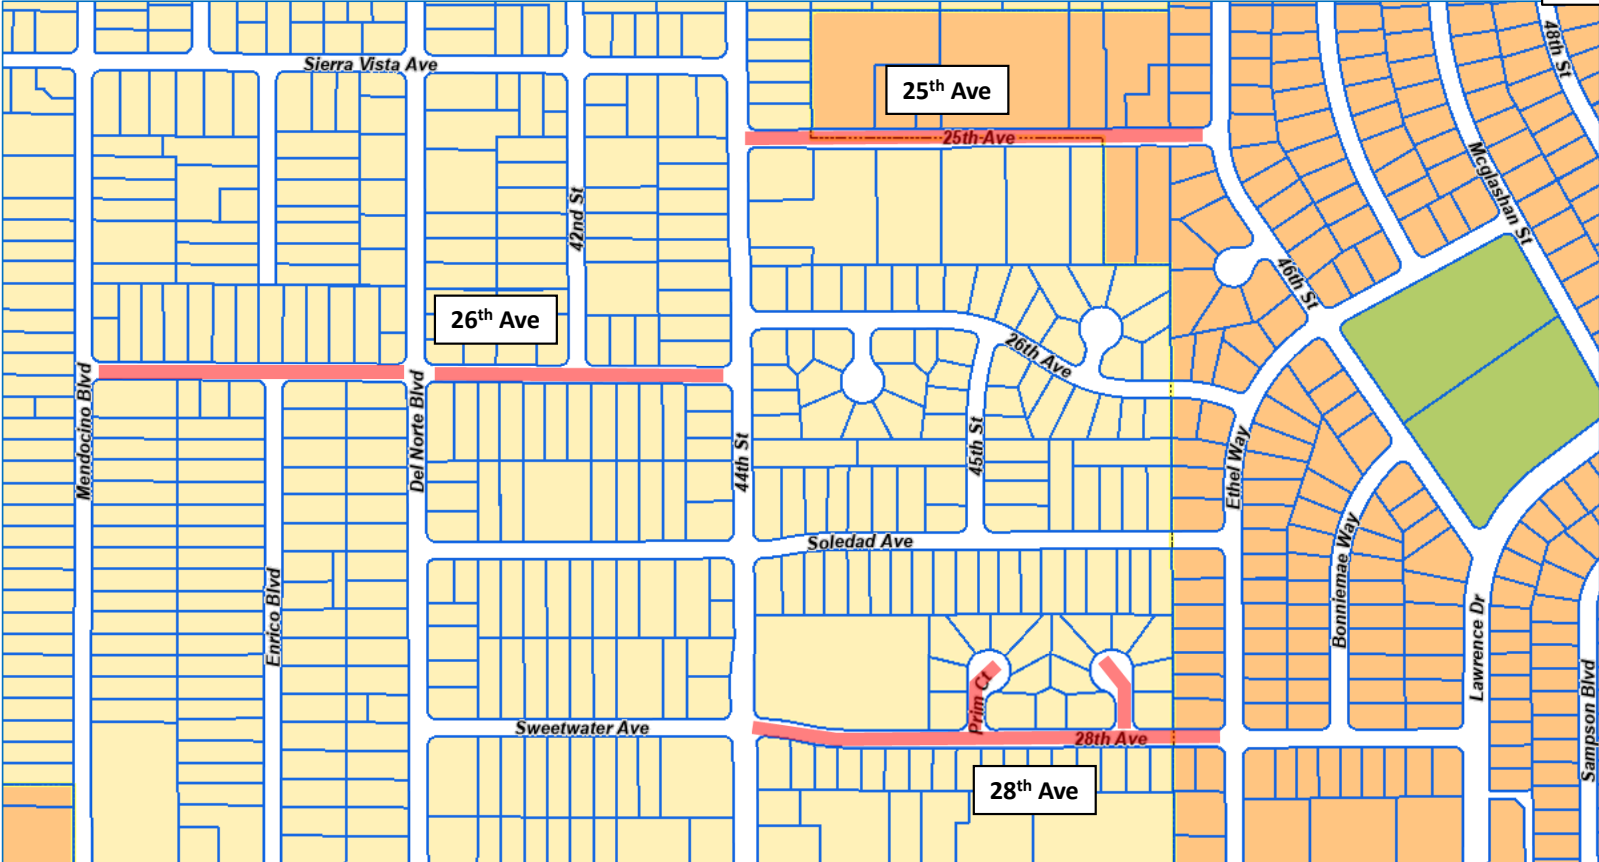 48th St
Sierra Vista Ave
25th Ave
25th Ave
Mcglashan St
42nd St
46th St
26th Ave
26th Ave
Mendocino Blvd
Del Norte Blvd
44th St
45th St
Ethel Way
Soledad Ave
Bonniemae Way
Enrico Blvd
Lawrence Dr
Prim Ct
Sampson Blvd
Sweetwater Ave
28th Ave
28th Ave